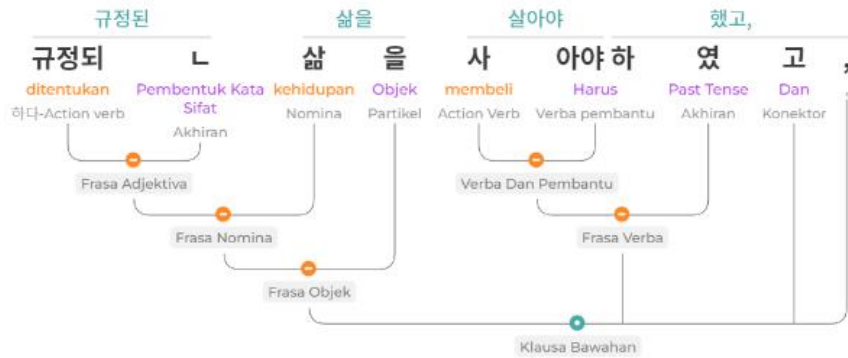 규정된 삶을 살아야 했고,
규정되 ㄴ 삶 을 사 아야 하 였 고 ,
ditentukan Pembentuk Kata Sifat kehidupan Objek membeli Harus Past Tense Dan
하다-Action verb Akhiran Nomina Partikel Action Verb Verba pembantu Akhiran Konektor
Frasa Adjektiva Verba Dan Pembantu
Frasa Nomina Frasa Verba
Frasa Objek
Klausa Bawahan